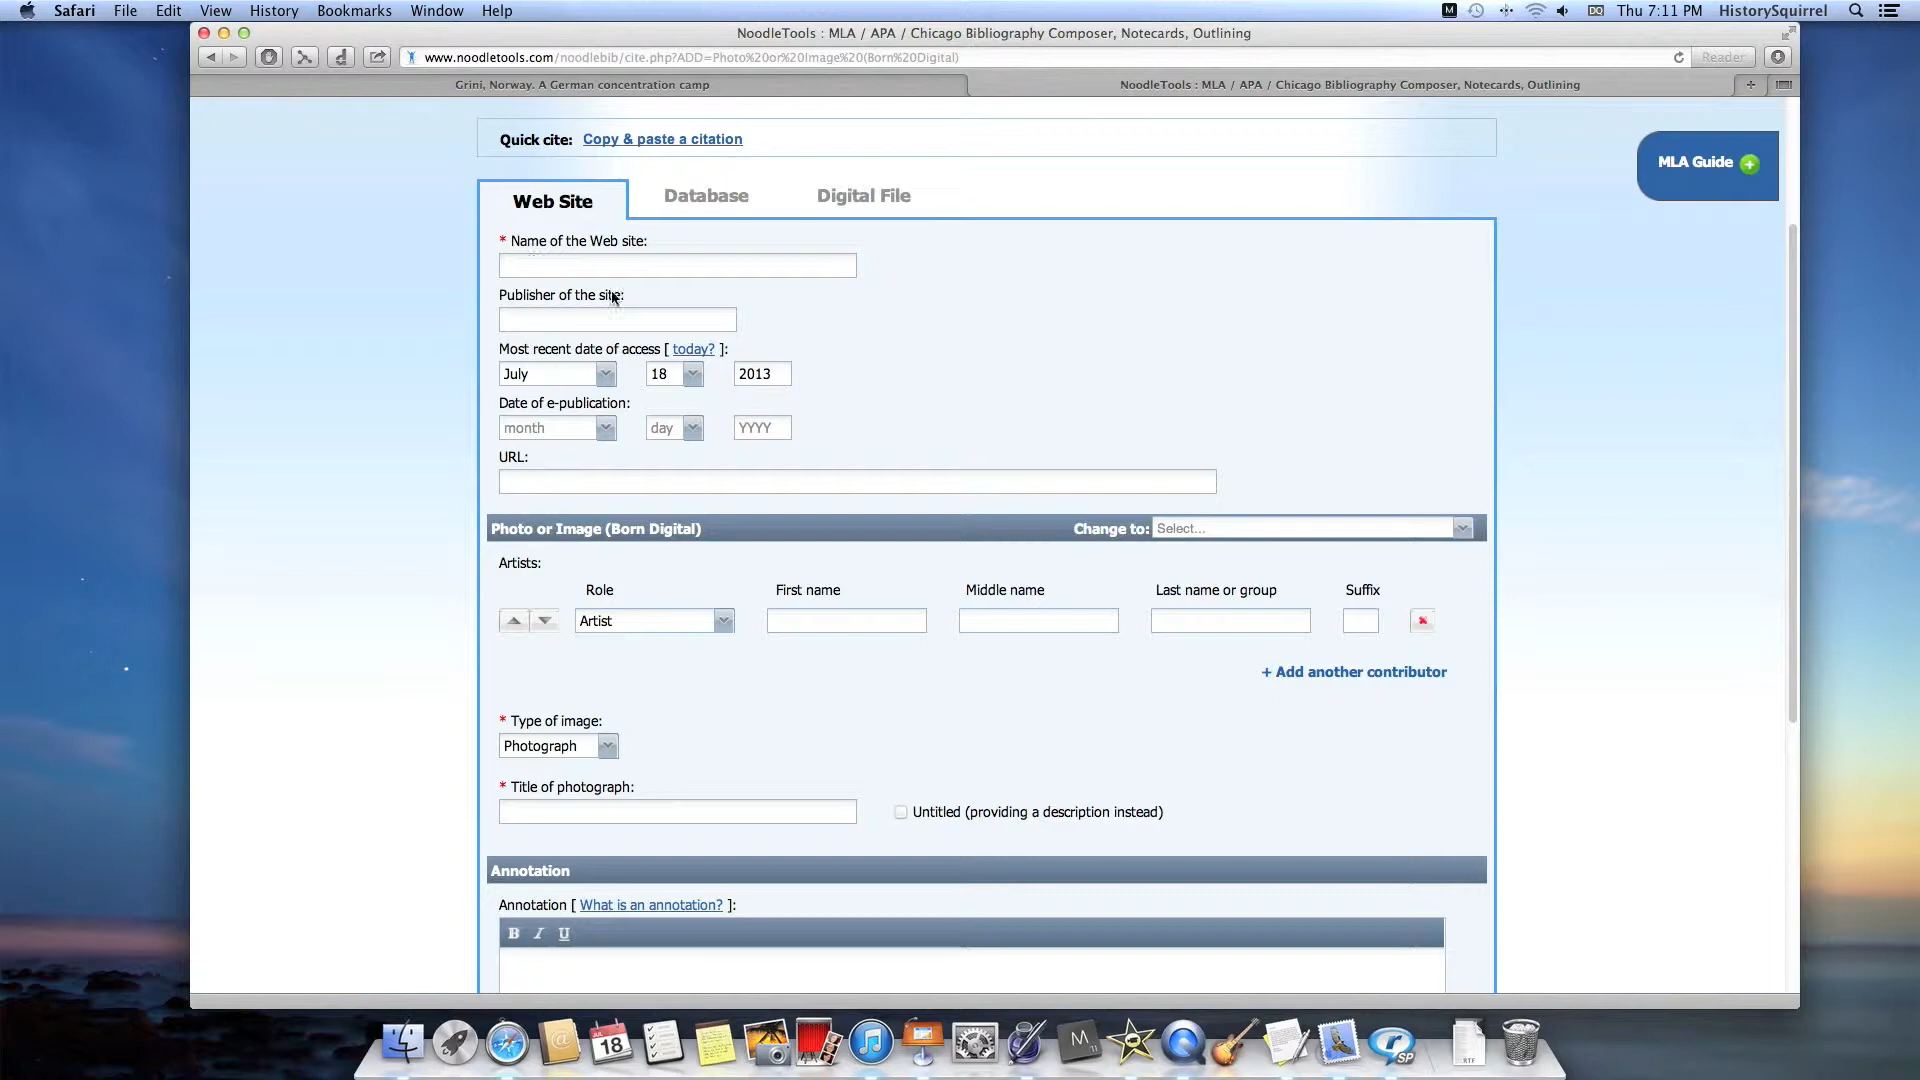 Safari File Edit View History Bookmarks Window Help Thu 7:11 PM HistorySquirrel
NoodleTools : MLA / APA / Chicago Bibliography Composer, Notecards, Outlining
www.noodletools.com/noodlebib/cite.php?ADD=Photo%20or%20Image%20(Born%20Digital) Reader
Grini, Norway. A German concentration camp NoodleTools : MLA / APA / Chicago Bibliography Composer, Notecards, Outlining
Quick cite: Copy & paste a citation
MLA Guide
Web Site Database Digital File
* Name of the Web site:
Publisher of the site:
Most recent date of access [ today? ]:
July 18 2013
Date of e-publication:
month day YYYY
URL:
Photo or Image (Born Digital) Change to: Select...
Artists:
Role First name Middle name Last name or group Suffix
Artist
+ Add another contributor
* Type of image:
Photograph
* Title of photograph:
Untitled (providing a description instead)
Annotation
Annotation [ What is an annotation? ]:
B I U
JUL
18
M
SP
RTF